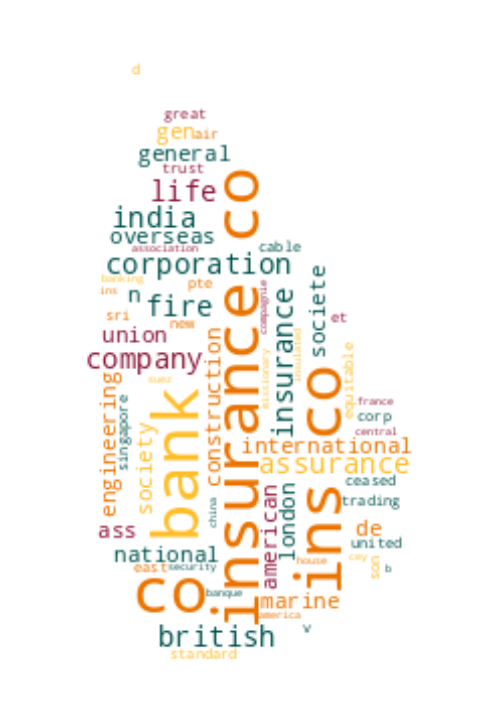 d
great
gen
air
general
trust
life
co
india
overseas
association
cable
corporation
banking
ins
pte
n
fire
insurance
societe
compagnie
sri
new
et
union
company
insurance
construction
missionary
insulated
equitable
suez
co
engineering
singapore
society
bank
france
corp
central
international
assurance
ceased
ins
trading
china
american
london
ass
de
united
national
east
security
house
cey
son
b
co
banque
marine
america
v
british
standard